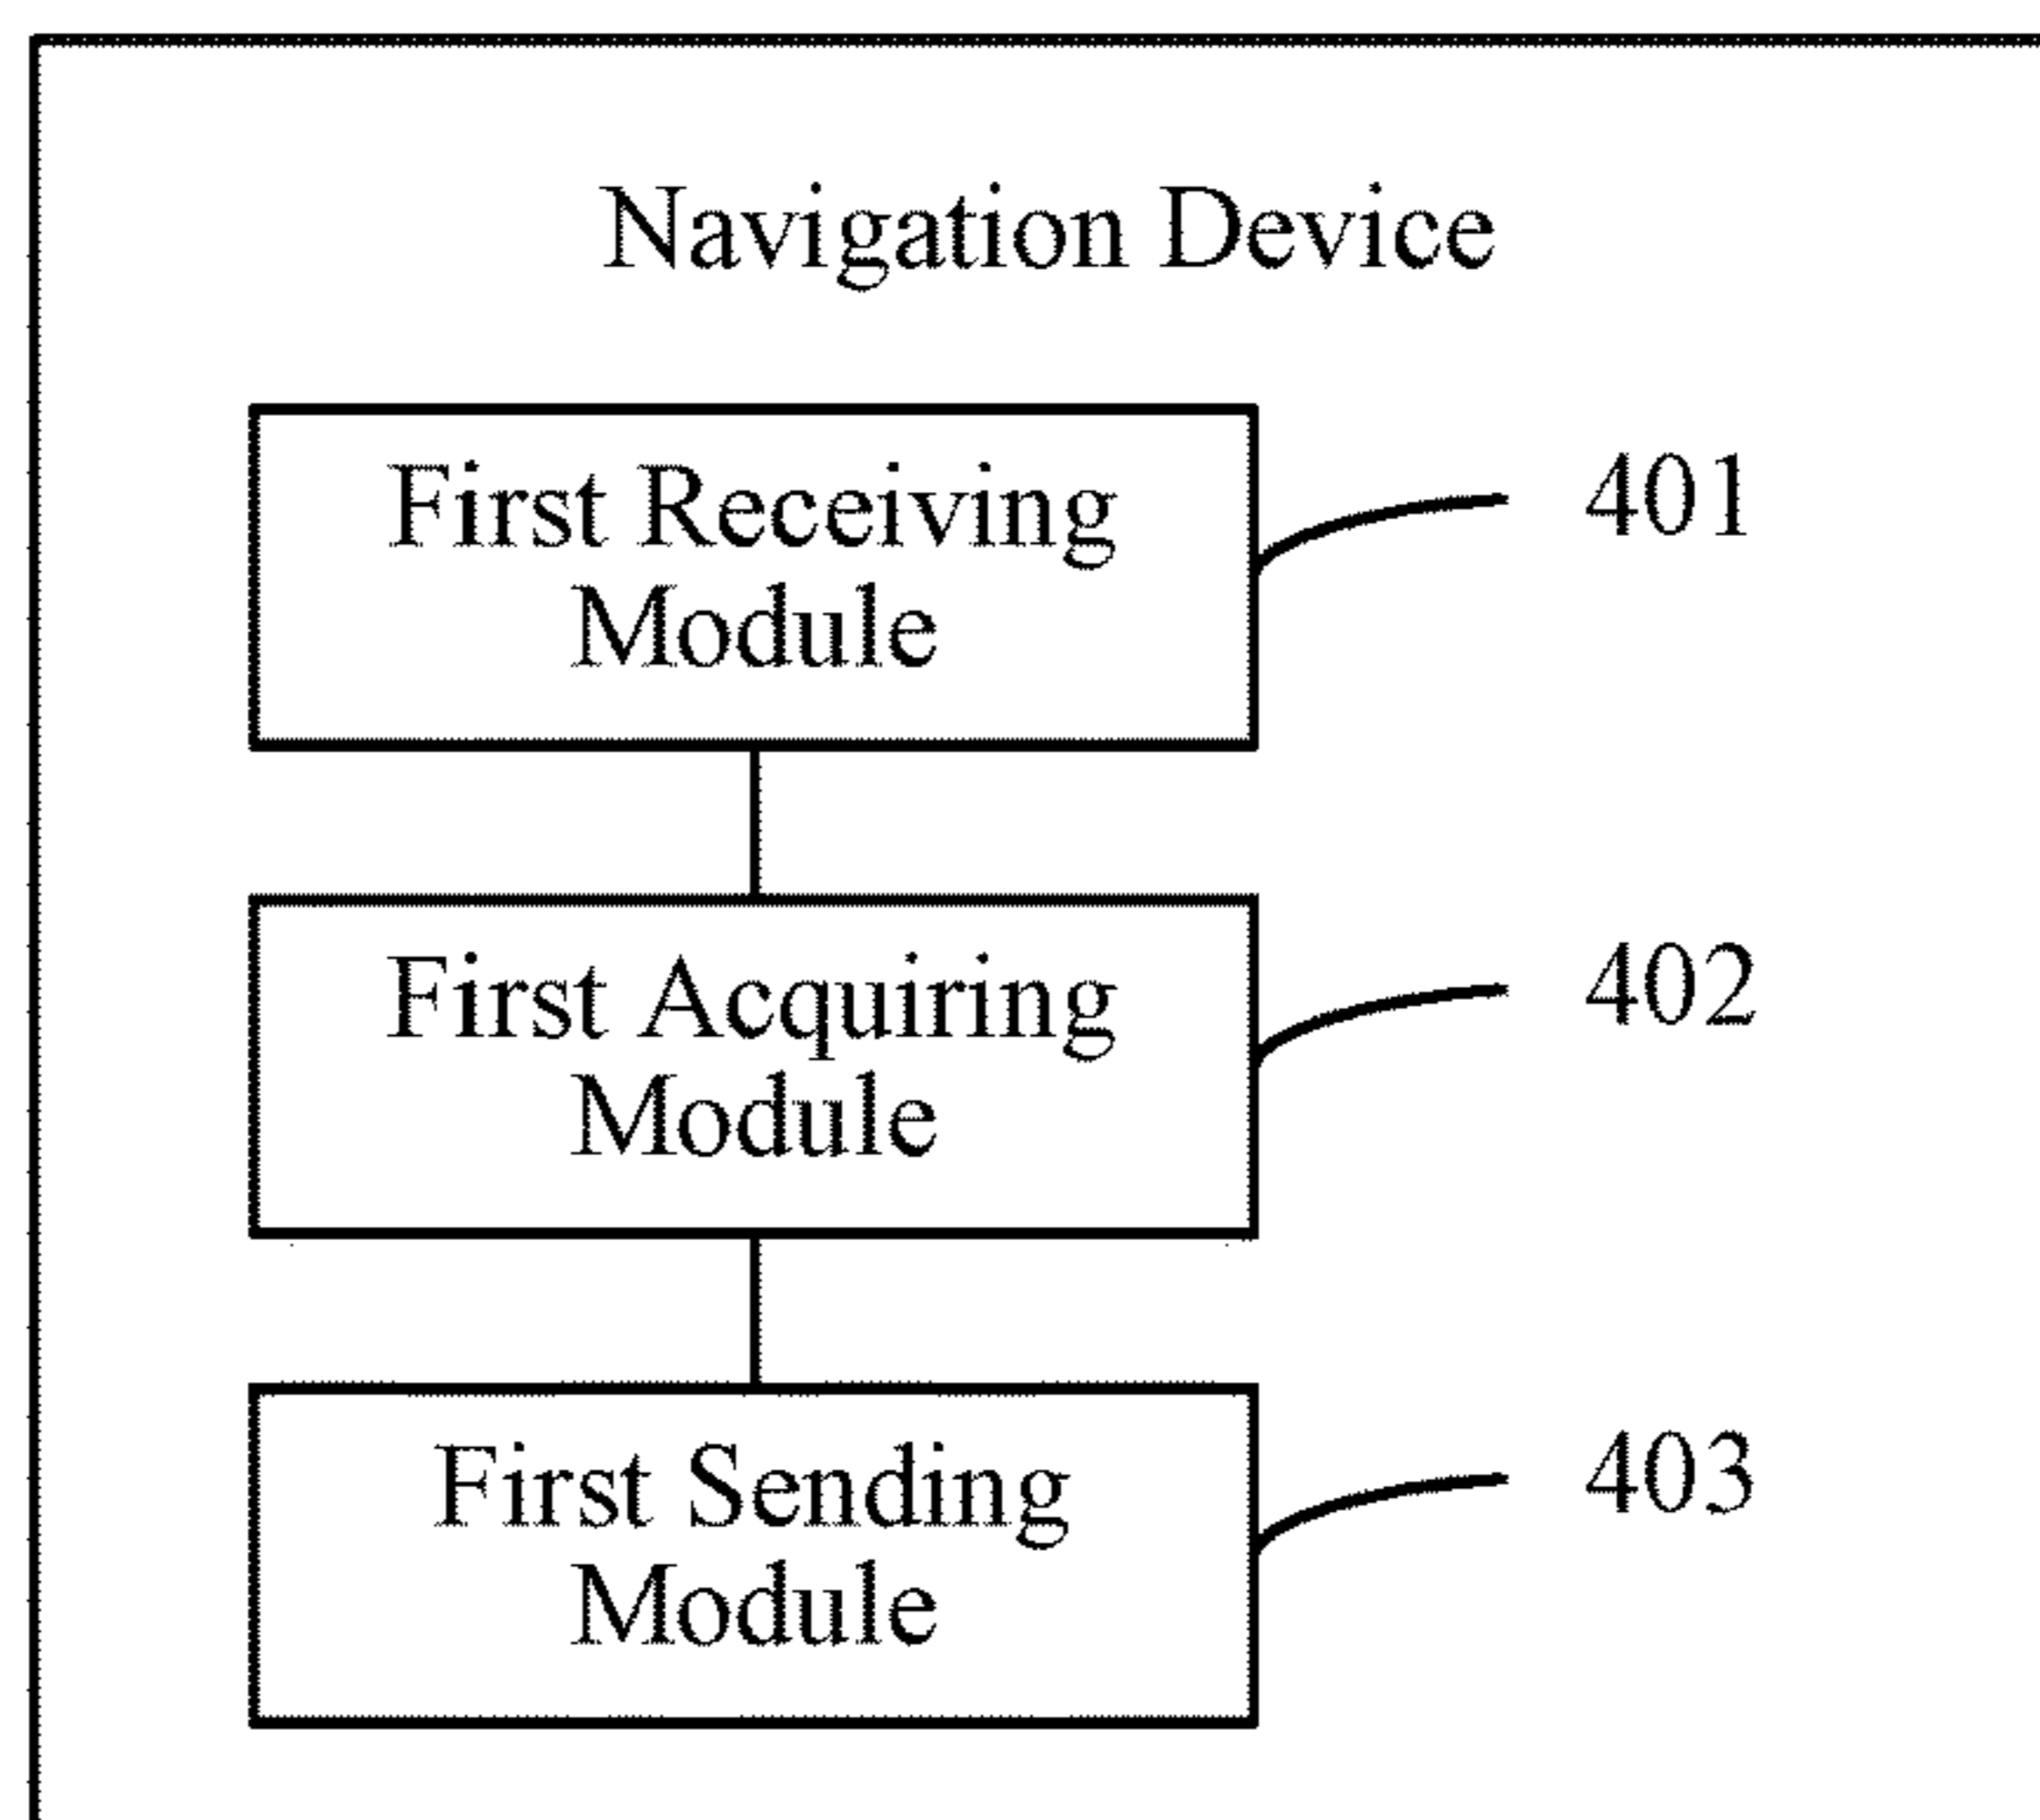 Navigation Device
First Receiving
Module
401
First Acquiring
Module
402
First Sending
Module
403